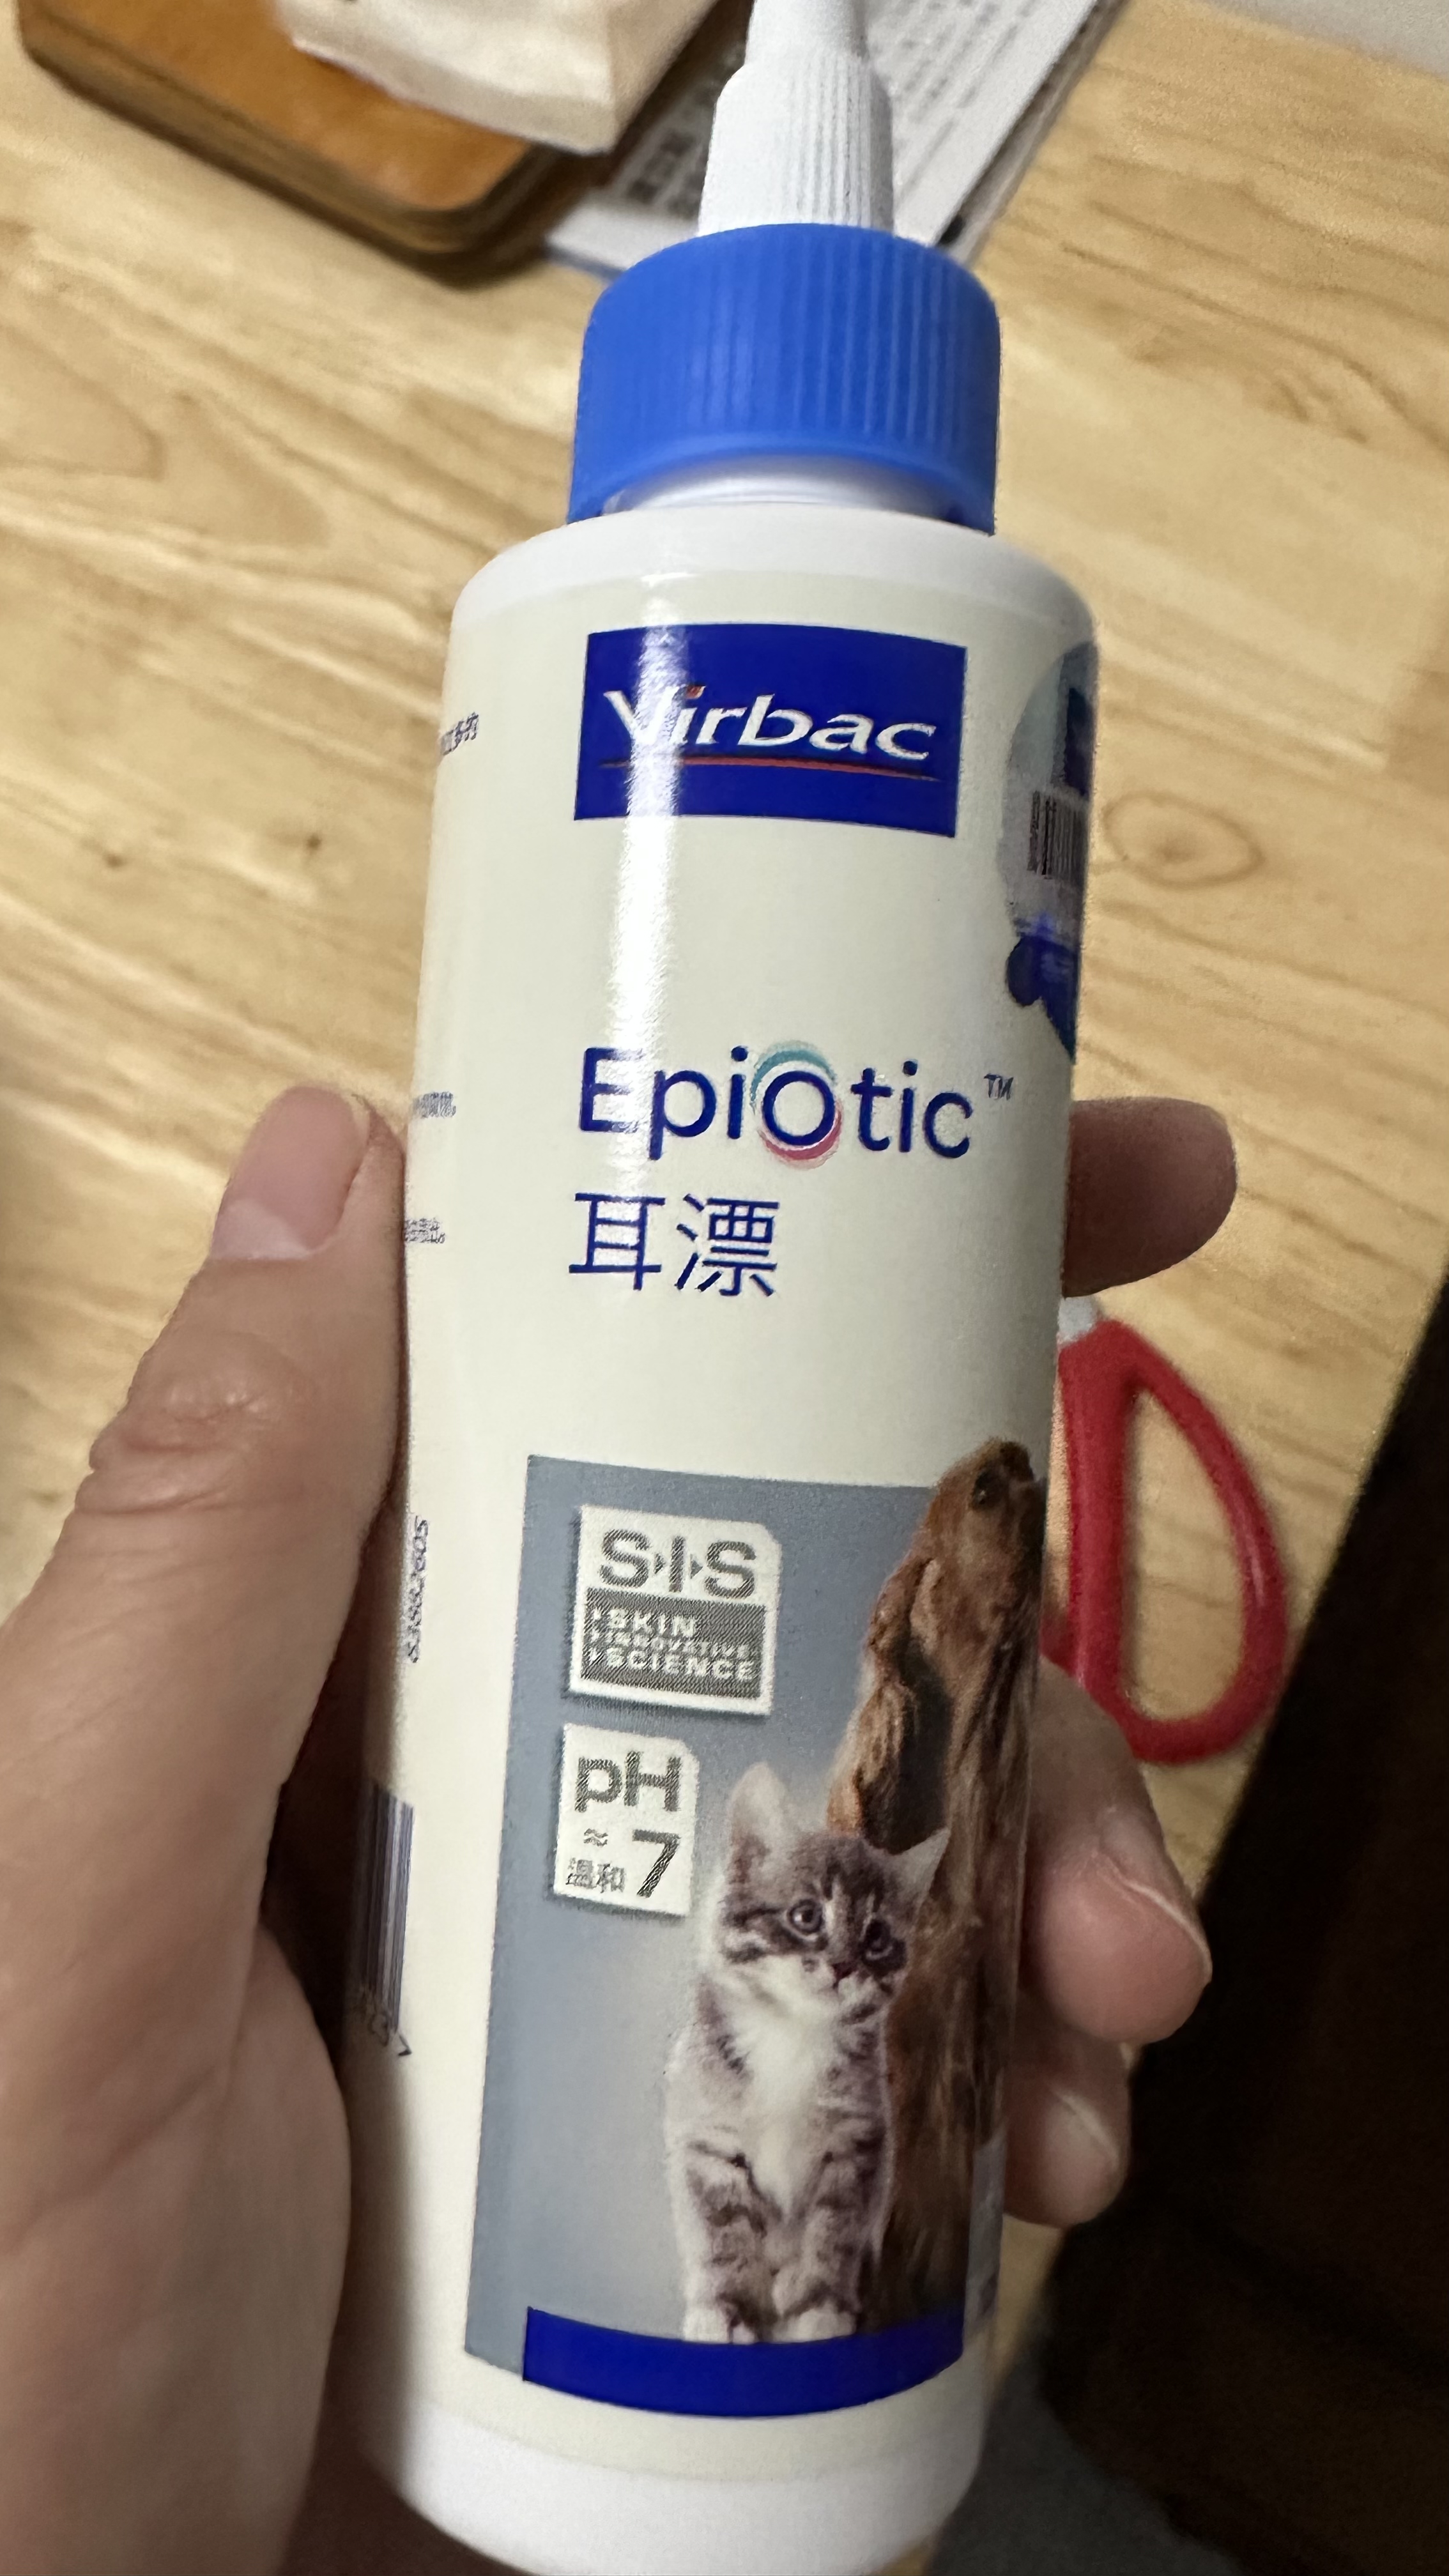 Virbac
EpiOtic™
耳漂
S·I·S
SKIN
INNOVATIVE
SCIENCE
pH
≈ 7
温和